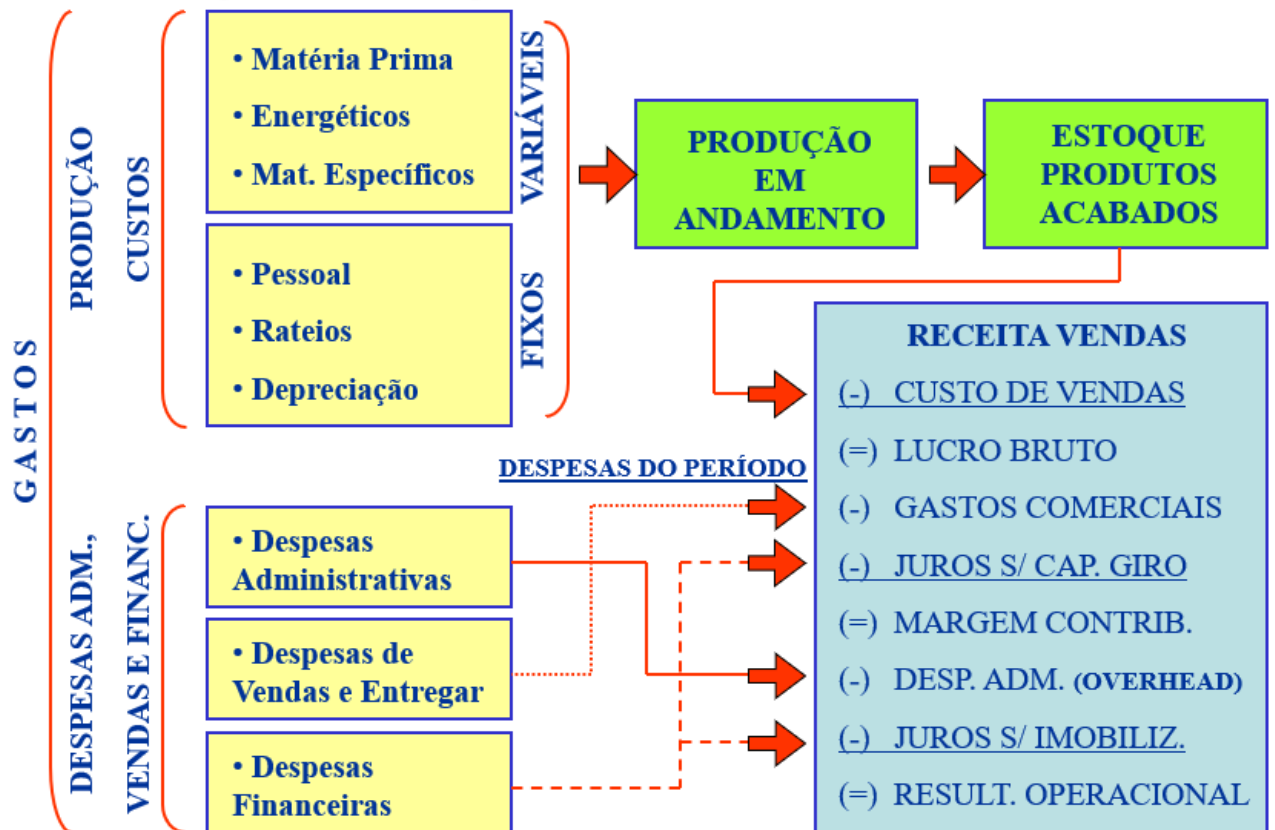 GASTOS
PRODUÇÃO
CUSTOS
• Matéria Prima
• Energéticos
• Mat. Específicos
VARIÁVEIS
• Pessoal
• Rateios
• Depreciação
FIXOS
PRODUÇÃO
EM
ANDAMENTO
ESTOQUE
PRODUTOS
ACABADOS
DESPESAS ADM.,
VENDAS E FINANC.
• Despesas
Administrativas
• Despesas de
Vendas e Entregar
• Despesas
Financeiras
DESPESAS DO PERÍODO
RECEITA VENDAS
(-) CUSTO DE VENDAS
(=) LUCRO BRUTO
(-) GASTOS COMERCIAIS
(-) JUROS S/ CAP. GIRO
(=) MARGEM CONTRIB.
(-) DESP. ADM. (OVERHEAD)
(-) JUROS S/ IMOBILIZ.
(=) RESULT. OPERACIONAL